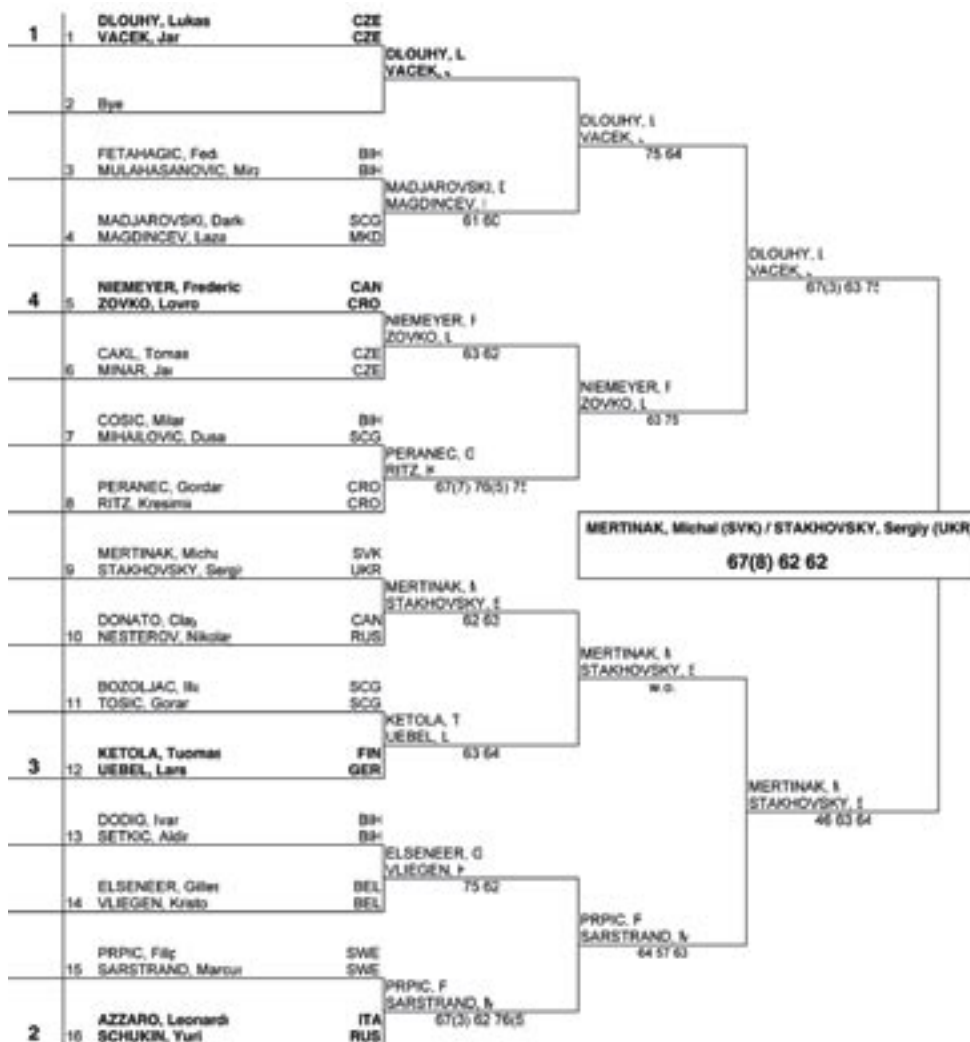 DLOUHY, Lukas CZE
1 1 VACEK, Jar CZE
DLOUHY, L
VACEK,
2 Bye
DLOUHY, L
VACEK,
75 64
FETAHAGIC, Fed BIH
3 MULAHASANOVIC, Mirz BIH
MADJAROVSKI, D
MAGDINCEV,
61 60
MADJAROVSKI, Dark SCG
4 MAGDINCEV, Laza MKD
DLOUHY, L
VACEK,
67(3) 63 75
NIEMEYER, Frederic CAN
4 5 ZOVKO, Lovro CRO
NIEMEYER, F
ZOVKO, L
63 62
CAKL, Tomas CZE
6 MINAR, Jan CZE
NIEMEYER, F
ZOVKO, L
63 75
COSIC, Milan BIH
7 MIHAILOVIC, Dusa SCG
PERANEC, G
RITZ, K
67(7) 76(5) 75
PERANEC, Gordan CRO
8 RITZ, Kresimi CRO
MERTINAK, Michal (SVK) / STAKHOVSKY, Sergiy (UKR)
67(8) 62 62
MERTINAK, Micha SVK
9 STAKHOVSKY, Sergi UKR
MERTINAK, M
STAKHOVSKY, S
62 63
DONATO, Clay CAN
10 NESTEROV, Nikolay RUS
MERTINAK, M
STAKHOVSKY, S
w.o.
BOZOLJAC, Ilia SCG
11 TOSIC, Goran SCG
KETOLA, T
UEBEL, L
63 64
KETOLA, Tuomas FIN
3 12 UEBEL, Lars GER
MERTINAK, M
STAKHOVSKY, S
46 63 64
DODIG, Ivan BIH
13 SETKIC, Aldin BIH
ELSENEER, G
VLIEGEN, K
75 62
ELSENEER, Gilles BEL
14 VLIEGEN, Kristo BEL
PRPIC, F
SARSTRAND, M
64 57 63
PRPIC, Filip SWE
15 SARSTRAND, Marcus SWE
PRPIC, F
SARSTRAND, M
67(3) 62 76(5
AZZARO, Leonardo ITA
2 16 SCHUKIN, Yuri RUS